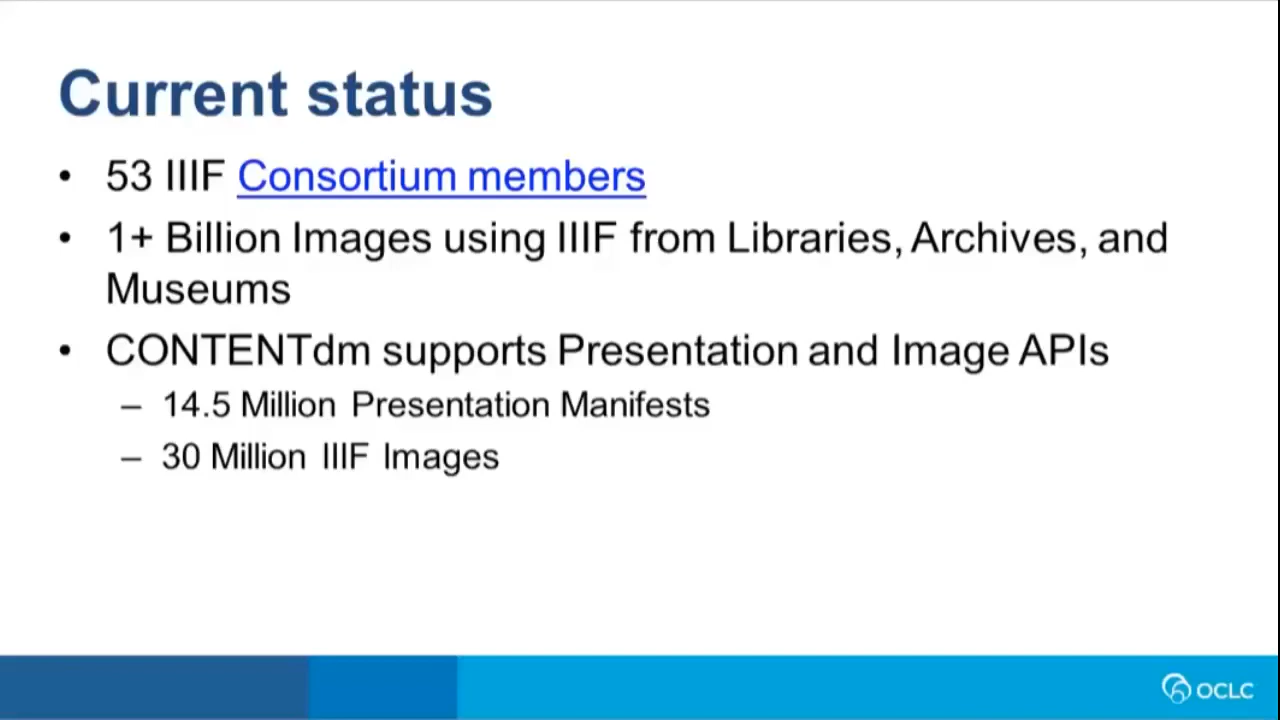 Current status
• 53 IIIF Consortium members
• 1+ Billion Images using IIIF from Libraries, Archives, and
Museums
• CONTENTdm supports Presentation and Image APIs
– 14.5 Million Presentation Manifests
– 30 Million IIIF Images
OCLC